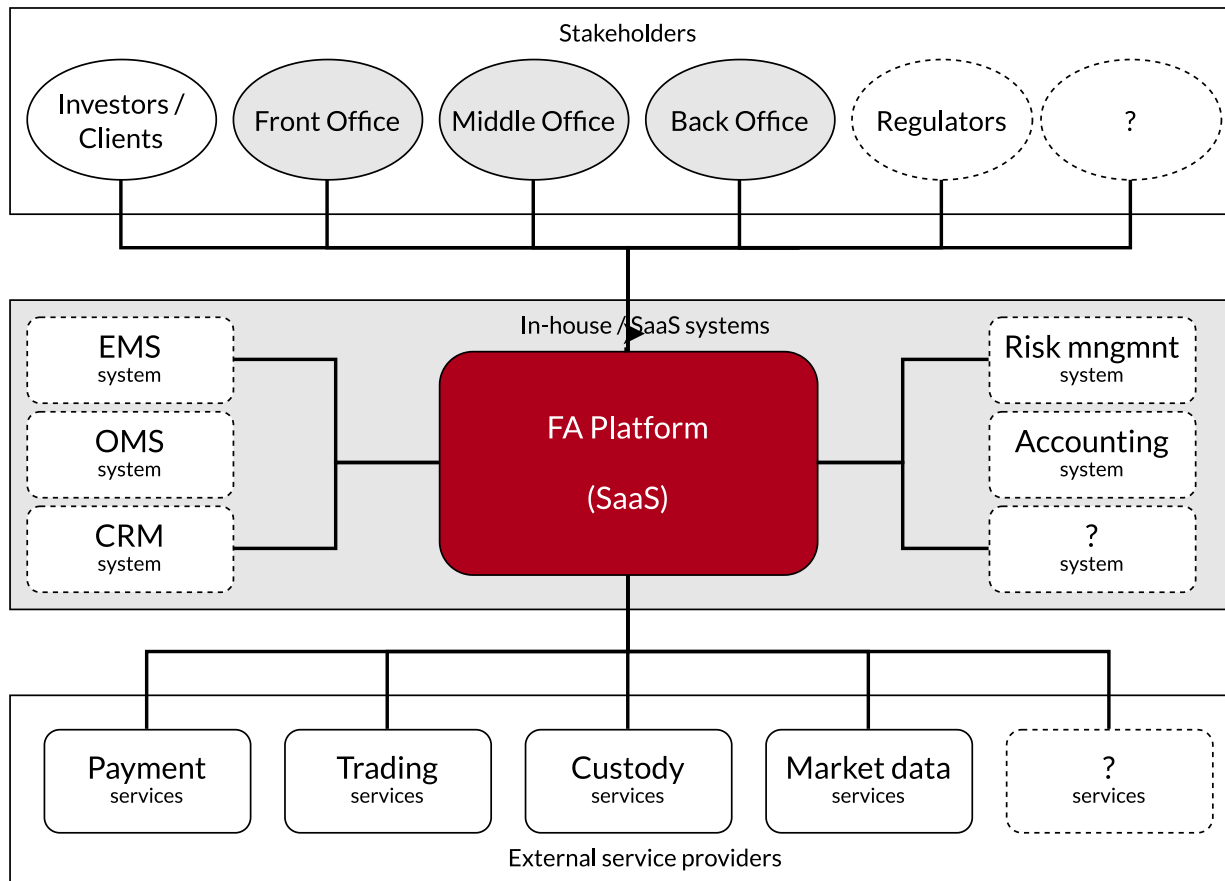 Stakeholders
Investors /
Clients
Front Office
Middle Office
Back Office
Regulators
?
In-house / SaaS systems
EMS
system
OMS
system
CRM
system
FA Platform
(SaaS)
Risk mngmnt
system
Accounting
system
?
system
Payment
services
Trading
services
Custody
services
Market data
services
?
services
External service providers